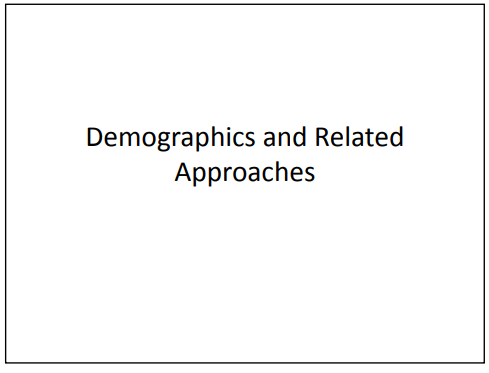 Demographics and Related
Approaches